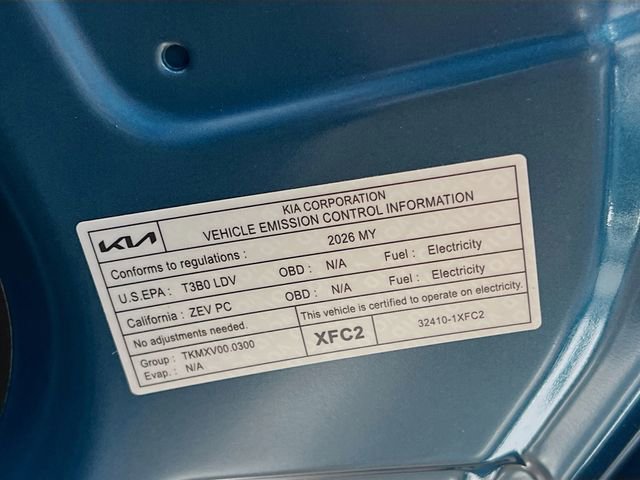 KIA
KIA CORPORATION
VEHICLE EMISSION CONTROL INFORMATION
Conforms to regulations : 2026 MY
U.S.EPA : T3B0 LDV OBD : N/A Fuel : Electricity
California : ZEV PC OBD : N/A Fuel : Electricity
No adjustments needed. This vehicle is certified to operate on electricity.
Group : TKMXV00.0300
Evap. : N/A
XFC2 32410-1XFC2